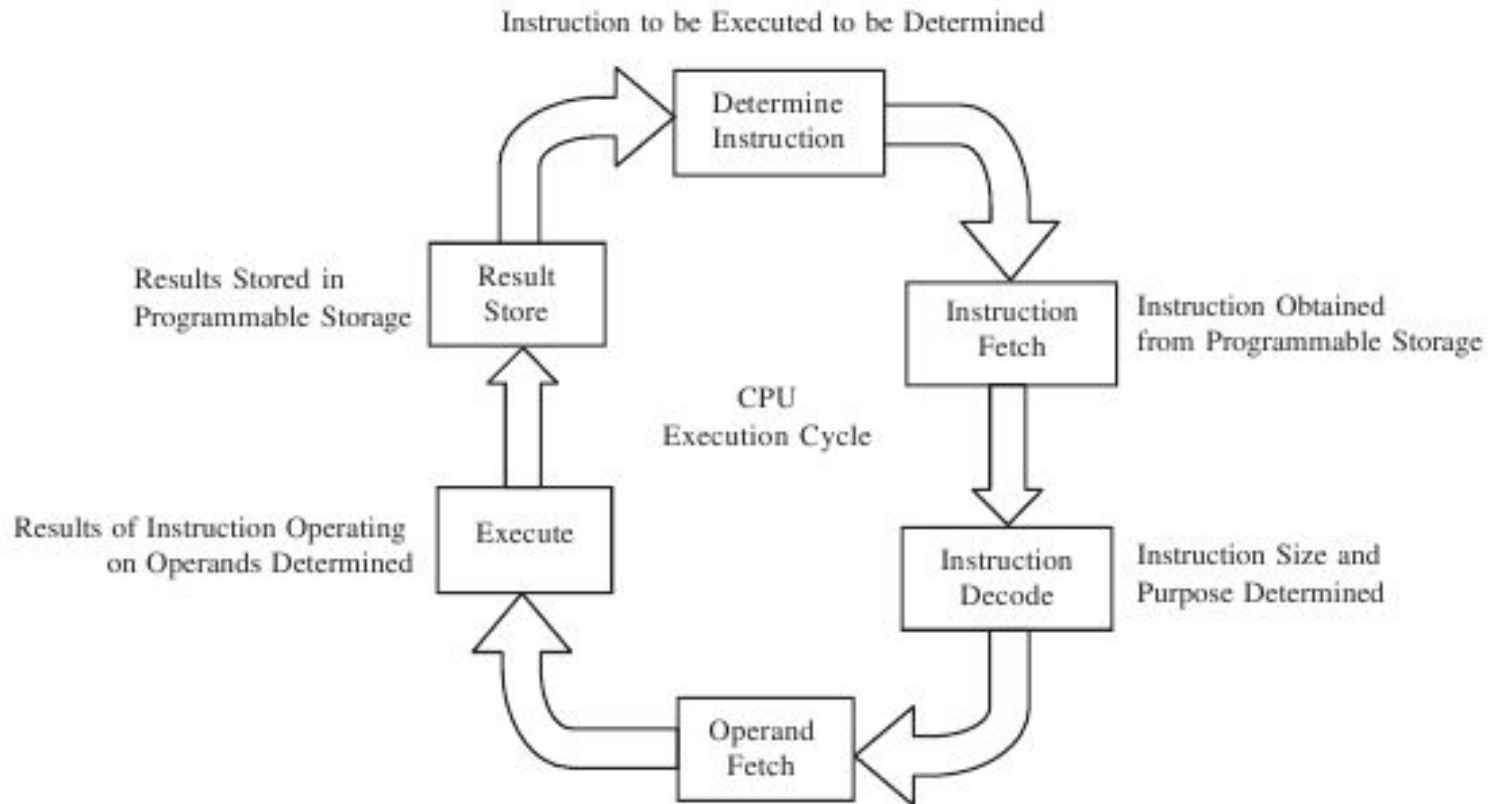 Instruction to be Executed to be Determined
Determine
Instruction
Result
Store
Results Stored in
Programmable Storage
Instruction
Fetch
Instruction Obtained
from Programmable Storage
CPU
Execution Cycle
Execute
Results of Instruction Operating
on Operands Determined
Instruction
Decode
Instruction Size and
Purpose Determined
Operand
Fetch